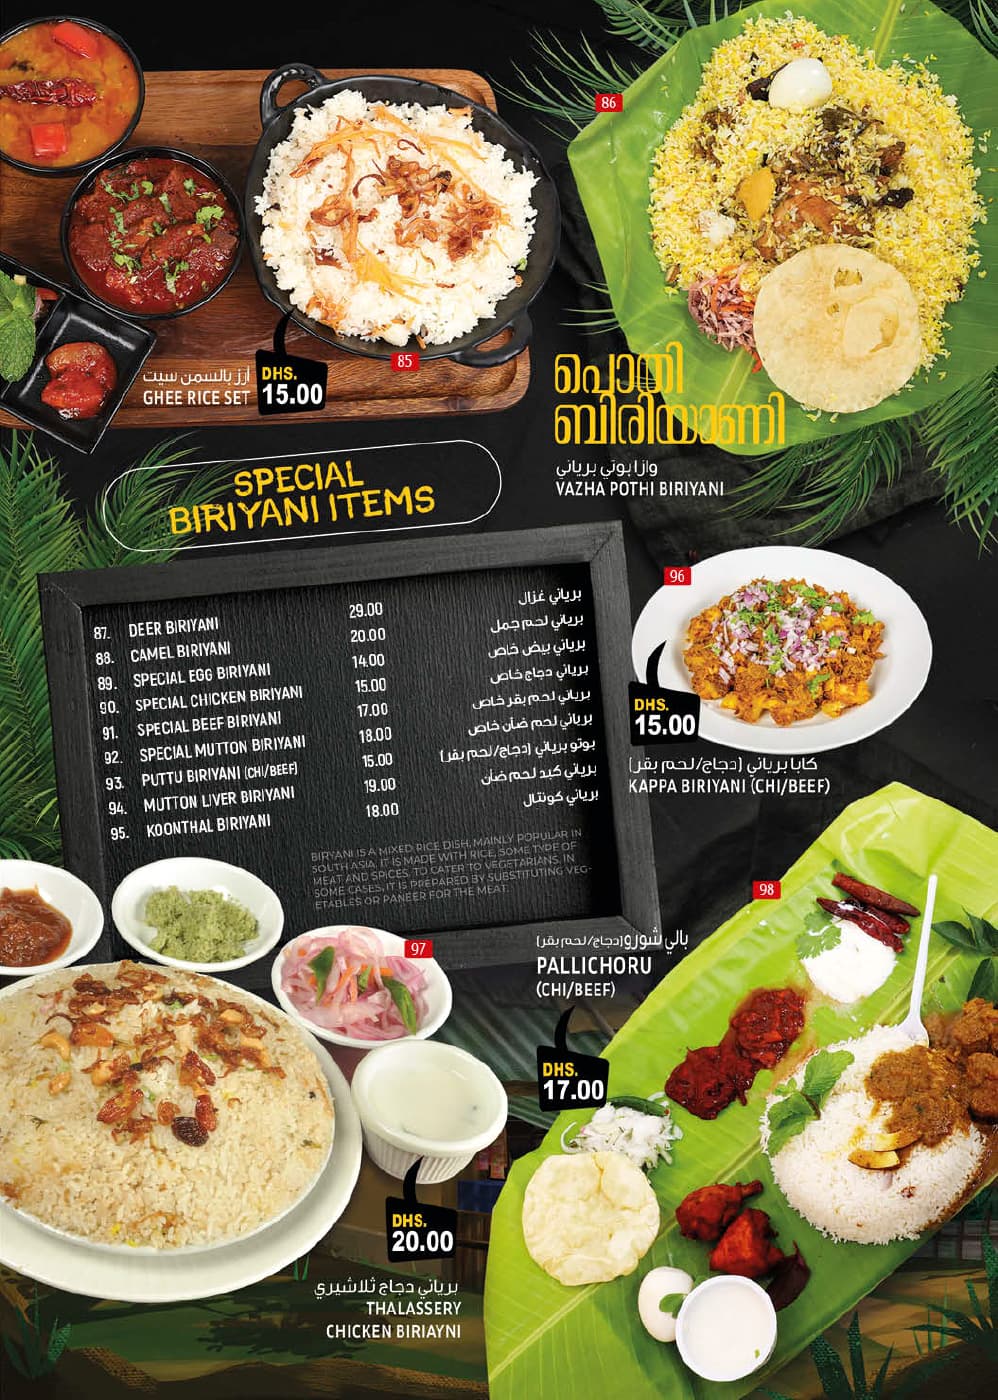 86
85
أرز بالسمن سيت
GHEE RICE SET
DHS.
15.00
പൊതി
ബിരിയാണി
وازا بوتي برياني
VAZHA POTHI BIRIYANI
SPECIAL
BIRIYANI ITEMS
87. DEER BIRIYANI 29.00 برياني غزال
88. CAMEL BIRIYANI 20.00 برياني لحم جمل
89. SPECIAL EGG BIRIYANI 14.00 برياني بيض خاص
90. SPECIAL CHICKEN BIRIYANI 15.00 برياني دجاج خاص
91. SPECIAL BEEF BIRIYANI 17.00 برياني لحم بقر خاص
92. SPECIAL MUTTON BIRIYANI 18.00 برياني لحم ضأن خاص
93. PUTTU BIRIYANI (CHI/BEEF) 15.00 بوتو برياني (دجاج/لحم بقر)
94. MUTTON LIVER BIRIYANI 19.00 برياني كبد لحم ضأن
95. KOONTHAL BIRIYANI 18.00 برياني كونتال
BIRYANI IS A MIXED RICE DISH, MAINLY POPULAR IN
SOUTH ASIA. IT IS MADE WITH RICE, SOME TYPE OF
MEAT AND SPICES, TO CATER TO VEGETARIANS, IN
SOME CASES, IT IS PREPARED BY SUBSTITUTING VEG-
ETABLES OR PANEER FOR THE MEAT.
96
DHS.
15.00
كابا برياني (دجاج/لحم بقر)
KAPPA BIRIYANI (CHI/BEEF)
98
بالي شورو(دجاج/لحم بقر)
PALLICHORU
(CHI/BEEF)
DHS.
17.00
97
DHS.
20.00
برياني دجاج ثلاشيري
THALASSERY
CHICKEN BIRIAYNI